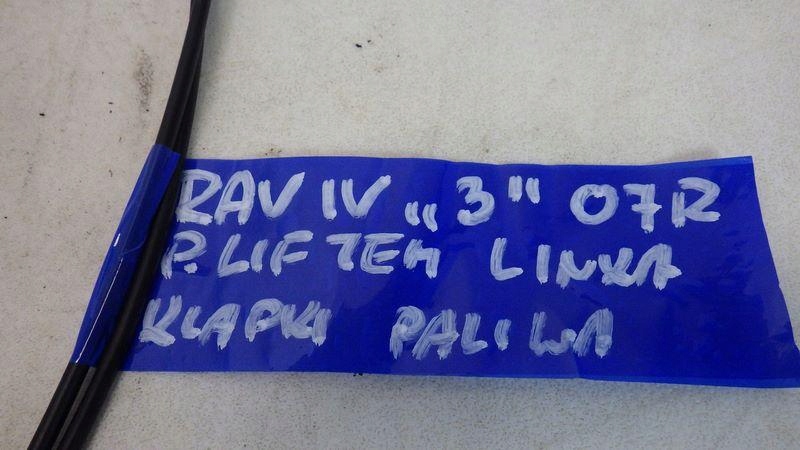 RAV IV „3" 07R
P.LIFTEM LINKA
KLAPKI PALIWA